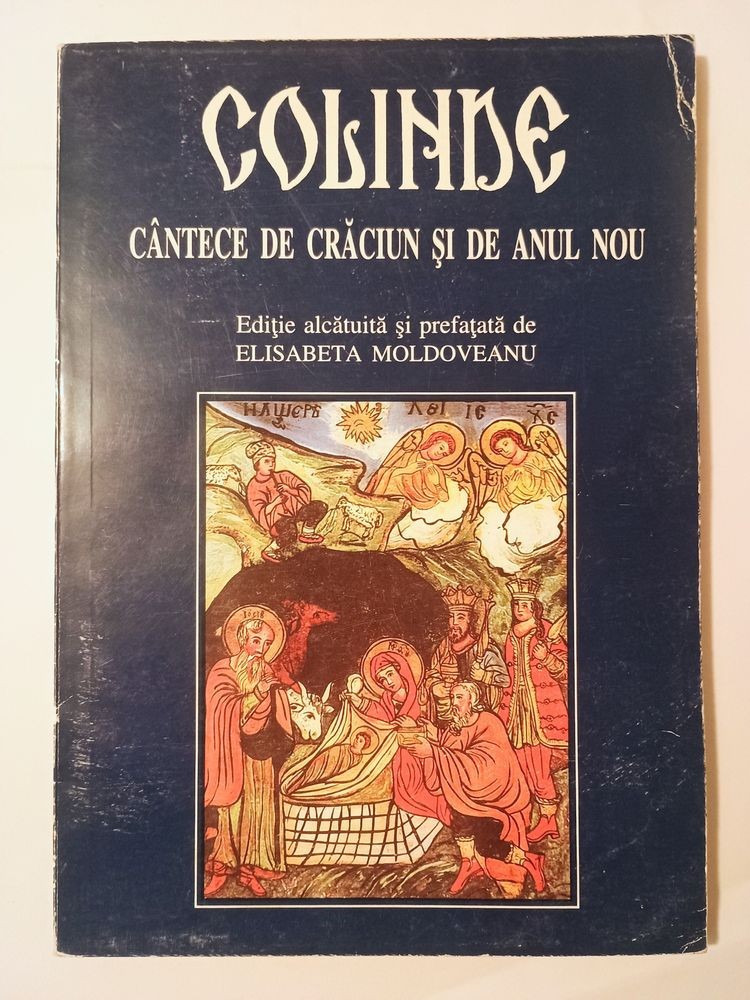 COLINDE
CÂNTECE DE CRĂCIUN ŞI DE ANUL NOU
Ediţie alcătuită şi prefaţată de
ELISABETA MOLDOVEANU